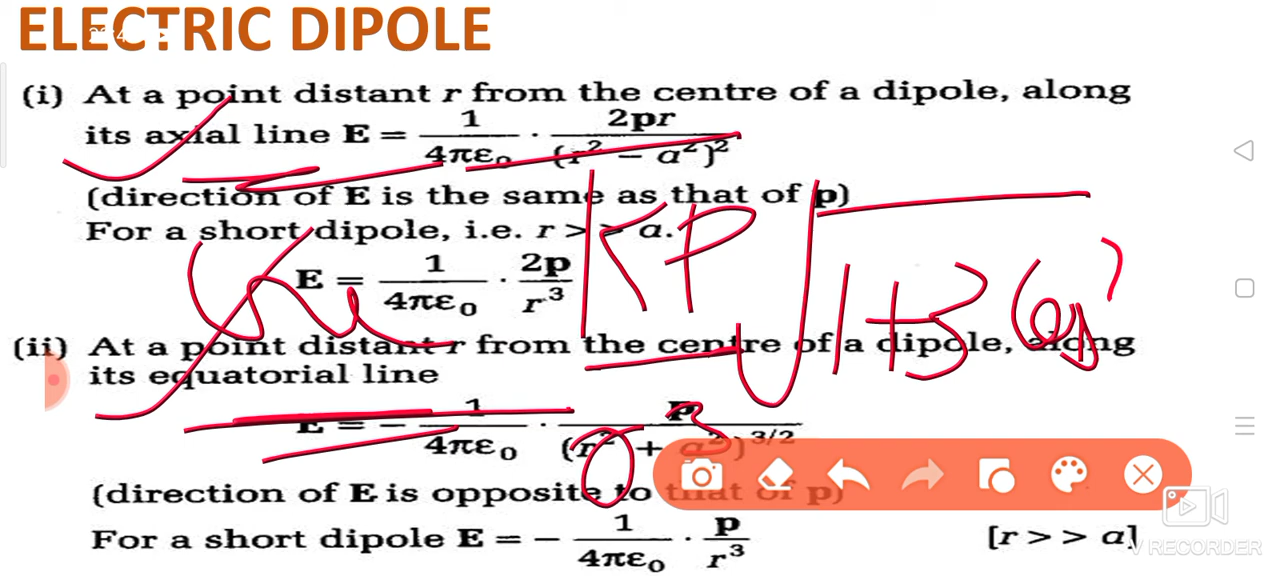 ELECTRIC DIPOLE
(i) At a point distant r from the centre of a dipole, along
its axial line E = 1/4πε₀ · 2pr/(r² − a²)²
(direction of E is the same as that of p)
For a short dipole, i.e. r >> a.
E = 1/4πε₀ · 2p/r³
KP √1+3 cos²
r3
(ii) At a point distant r from the centre of a dipole, along
its equatorial line
E = − 1/4πε₀ · p/(r² + a²)^3/2
(direction of E is opposite to that of p)
For a short dipole E = − 1/4πε₀ · p/r³ [r >> a]
V RECORDER